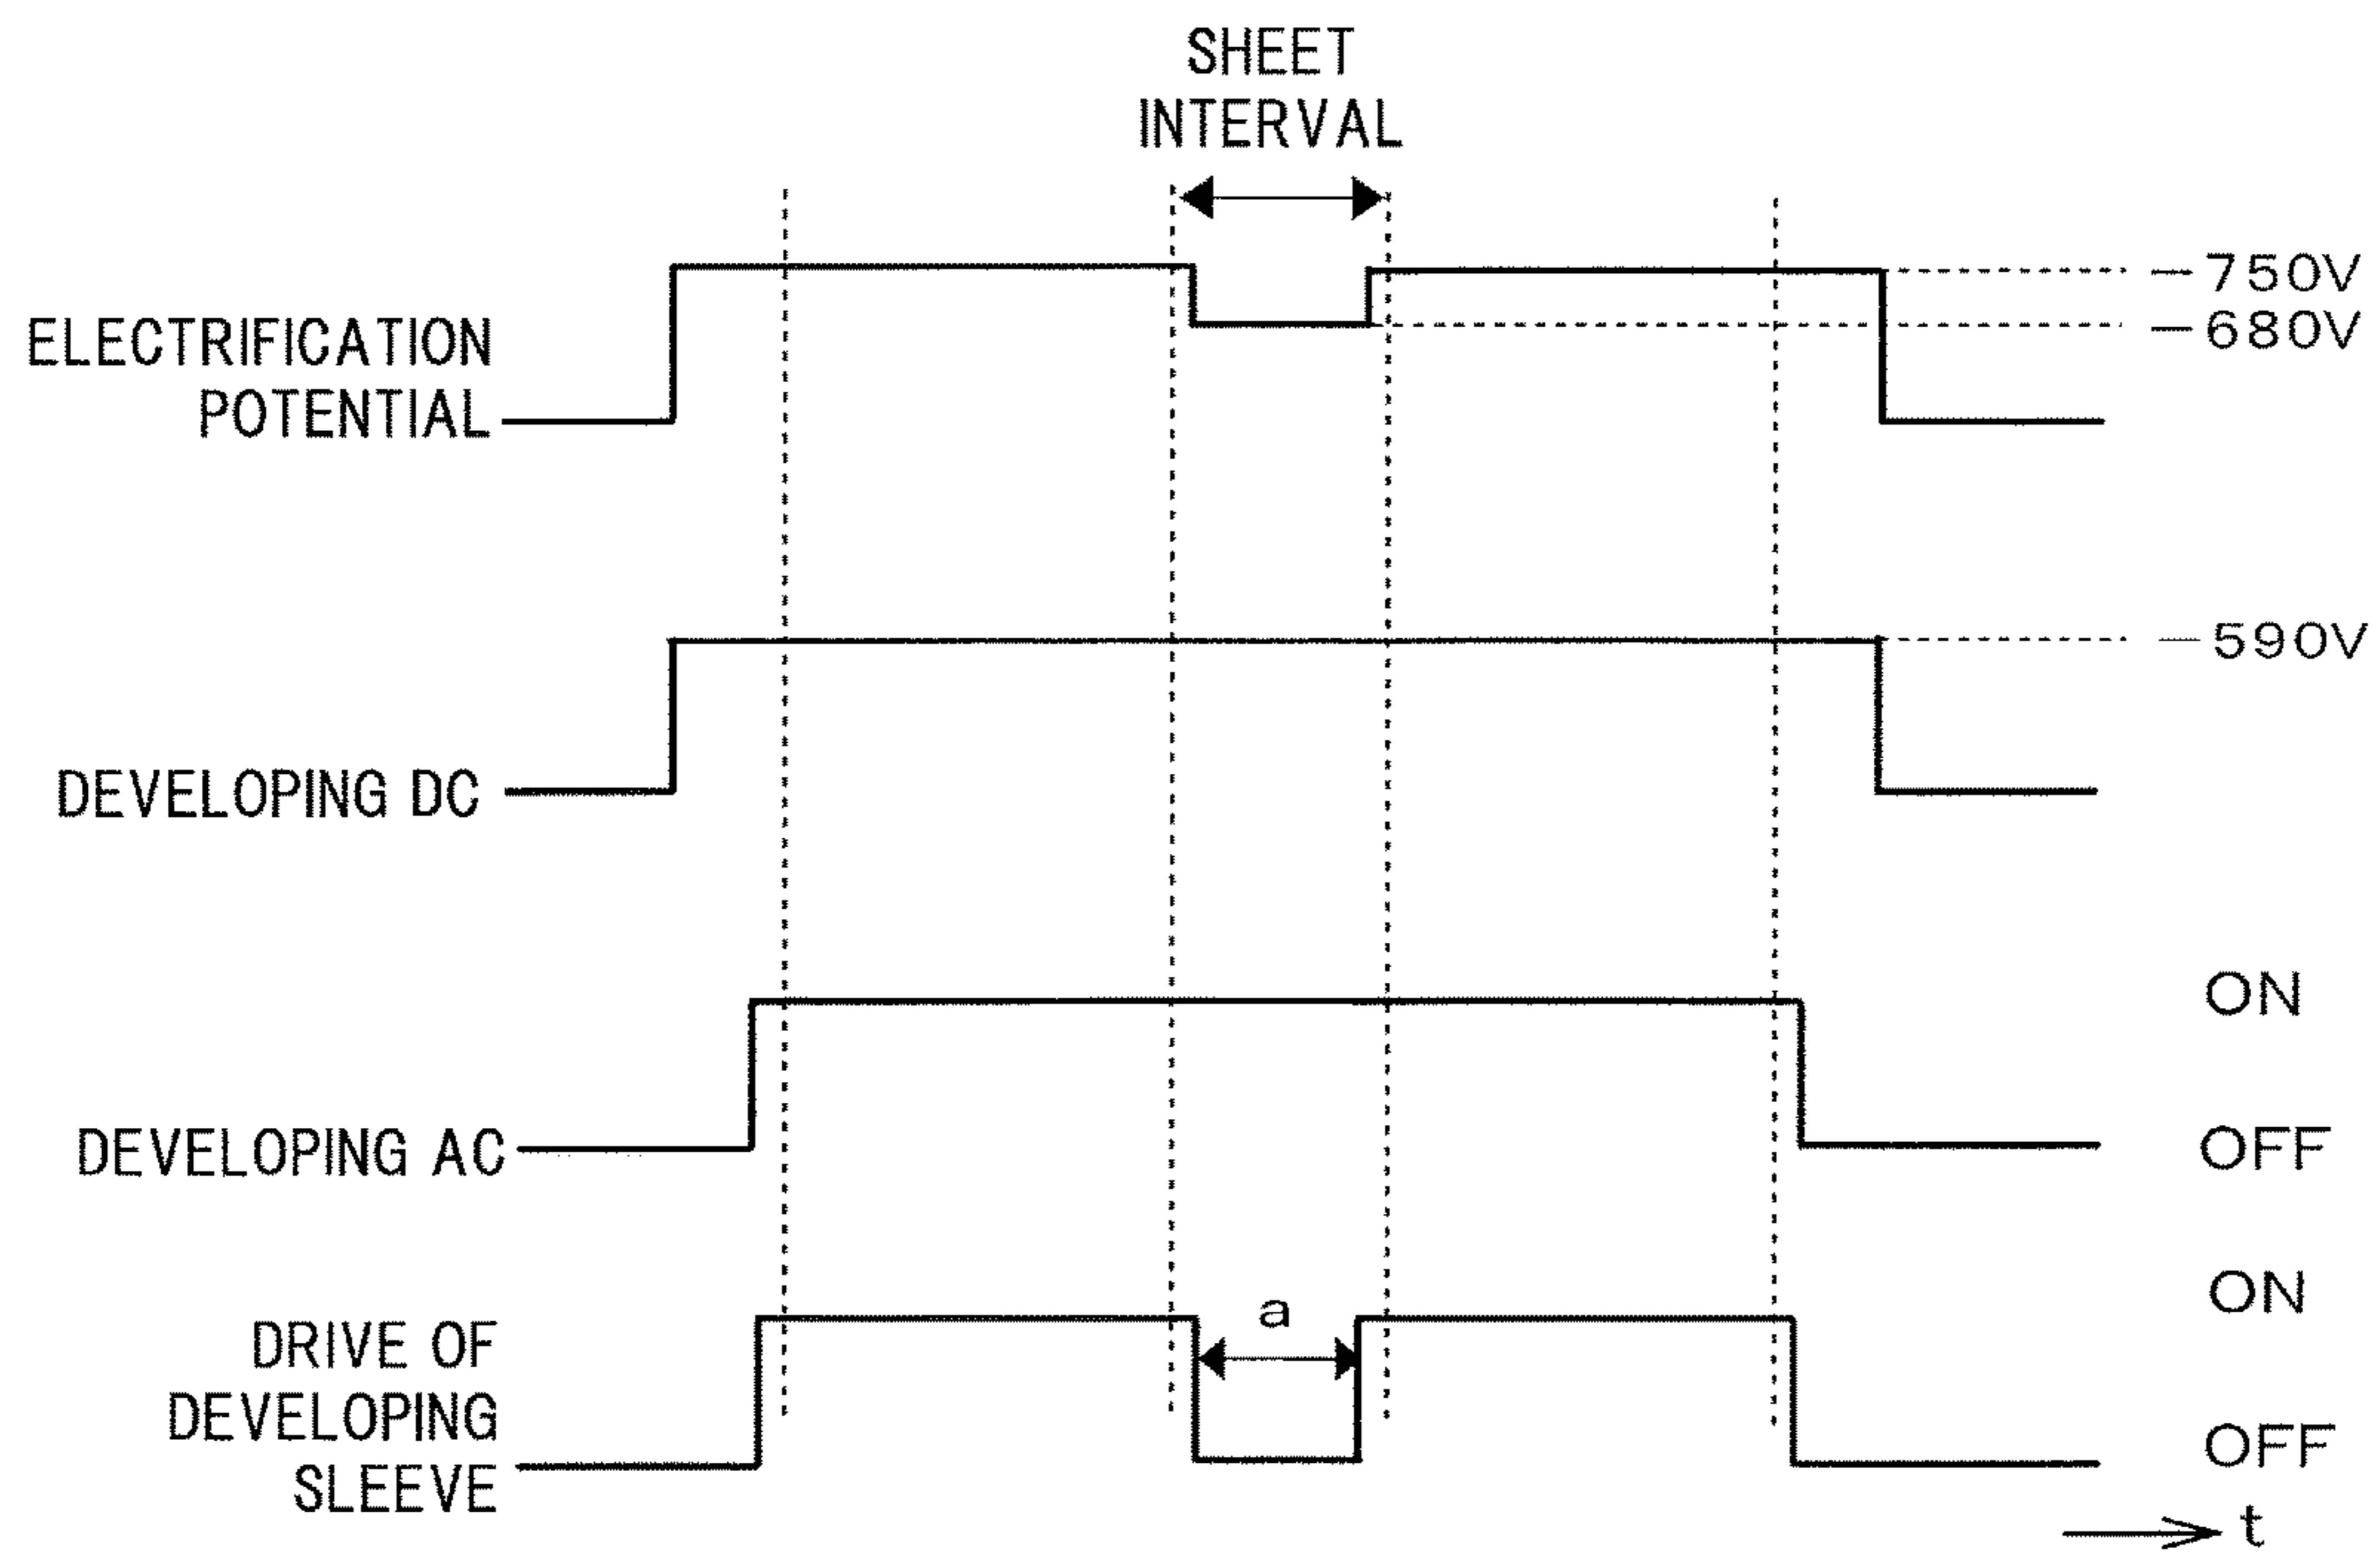 SHEET
INTERVAL
ELECTRIFICATION
POTENTIAL
-750V
-680V
-590V
DEVELOPING DC
ON
DEVELOPING AC
OFF
ON
a
DRIVE OF
DEVELOPING
SLEEVE
OFF
t